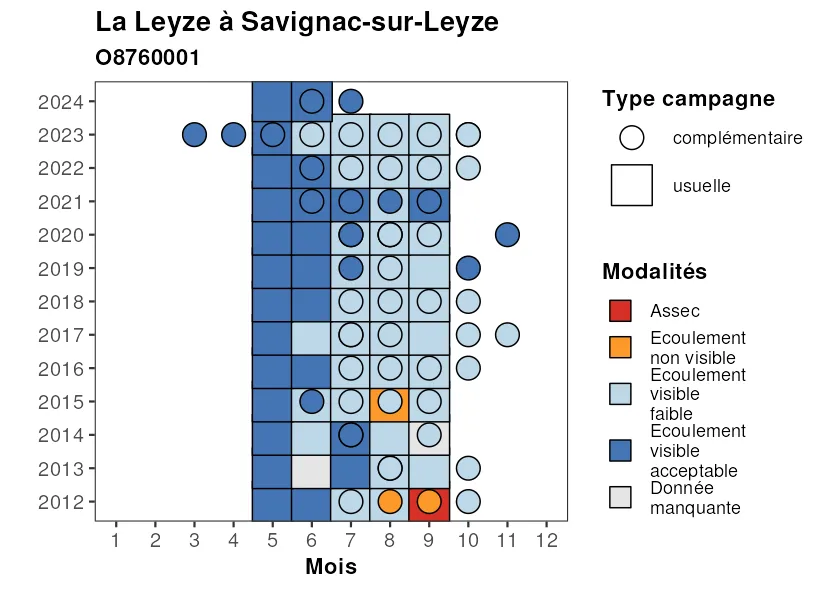 La Leyze à Savignac-sur-Leyze
O8760001
2024
2023
2022
2021
2020
2019
2018
2017
2016
2015
2014
2013
2012
1 2 3 4 5 6 7 8 9 10 11 12
Mois
Type campagne
complémentaire
usuelle
Modalités
Assec
Ecoulement
non visible
Ecoulement
visible
faible
Ecoulement
visible
acceptable
Donnée
manquante